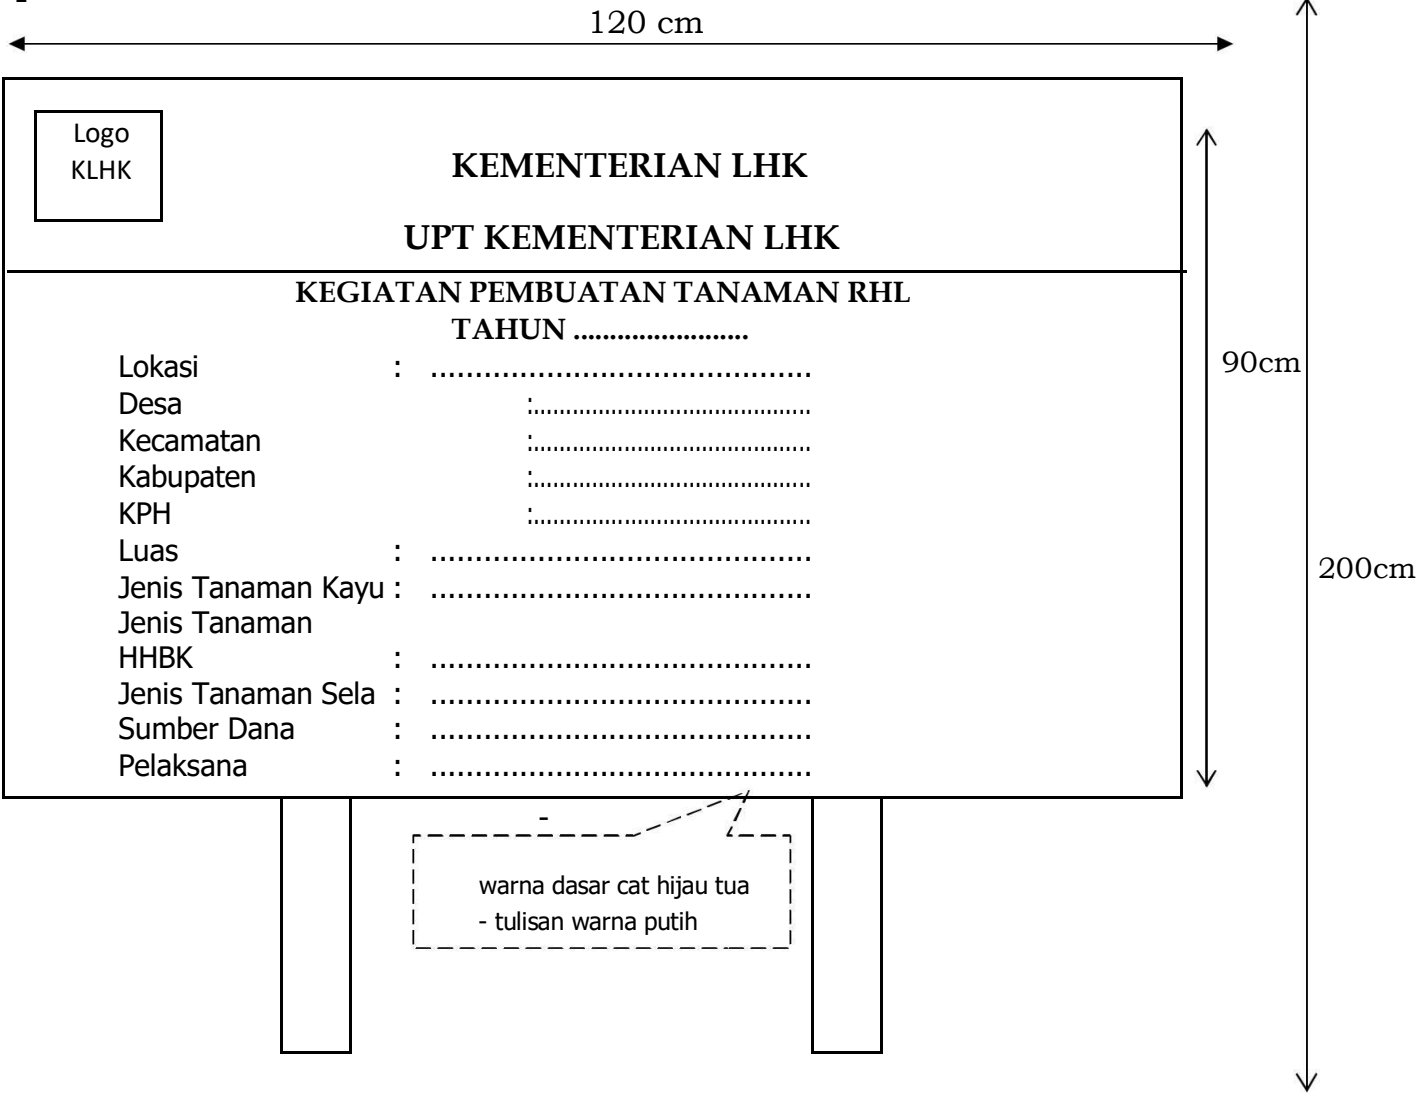 120 cm
Logo
KLHK
KEMENTERIAN LHK
UPT KEMENTERIAN LHK
KEGIATAN PEMBUATAN TANAMAN RHL
TAHUN ........................
Lokasi : ...........................................
Desa :...........................................
Kecamatan :...........................................
Kabupaten :...........................................
KPH :...........................................
Luas : ...........................................
Jenis Tanaman Kayu : ...........................................
Jenis Tanaman
HHBK : ...........................................
Jenis Tanaman Sela : ...........................................
Sumber Dana : ...........................................
Pelaksana : ...........................................
90cm
200cm
-
warna dasar cat hijau tua
- tulisan warna putih